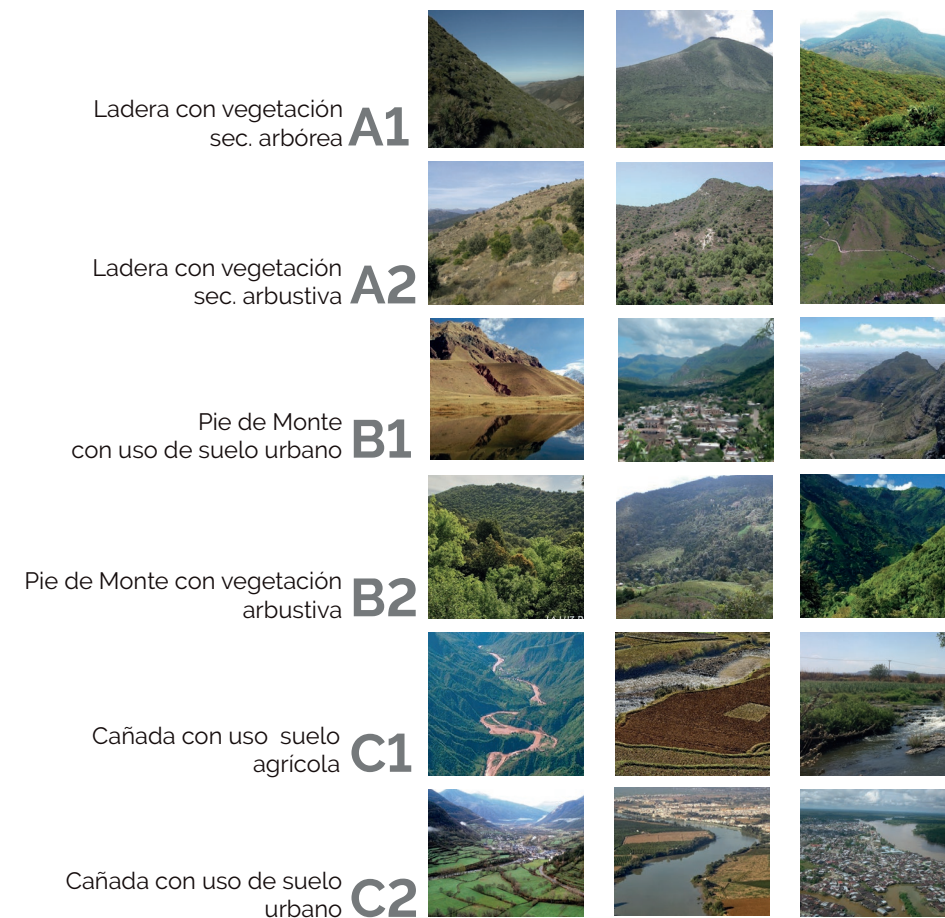 Ladera con vegetación
sec. arbórea A1
Ladera con vegetación
sec. arbustiva A2
Pie de Monte
con uso de suelo urbano B1
Pie de Monte con vegetación
arbustiva B2
Cañada con uso suelo
agrícola C1
Cañada con uso de suelo
urbano C2